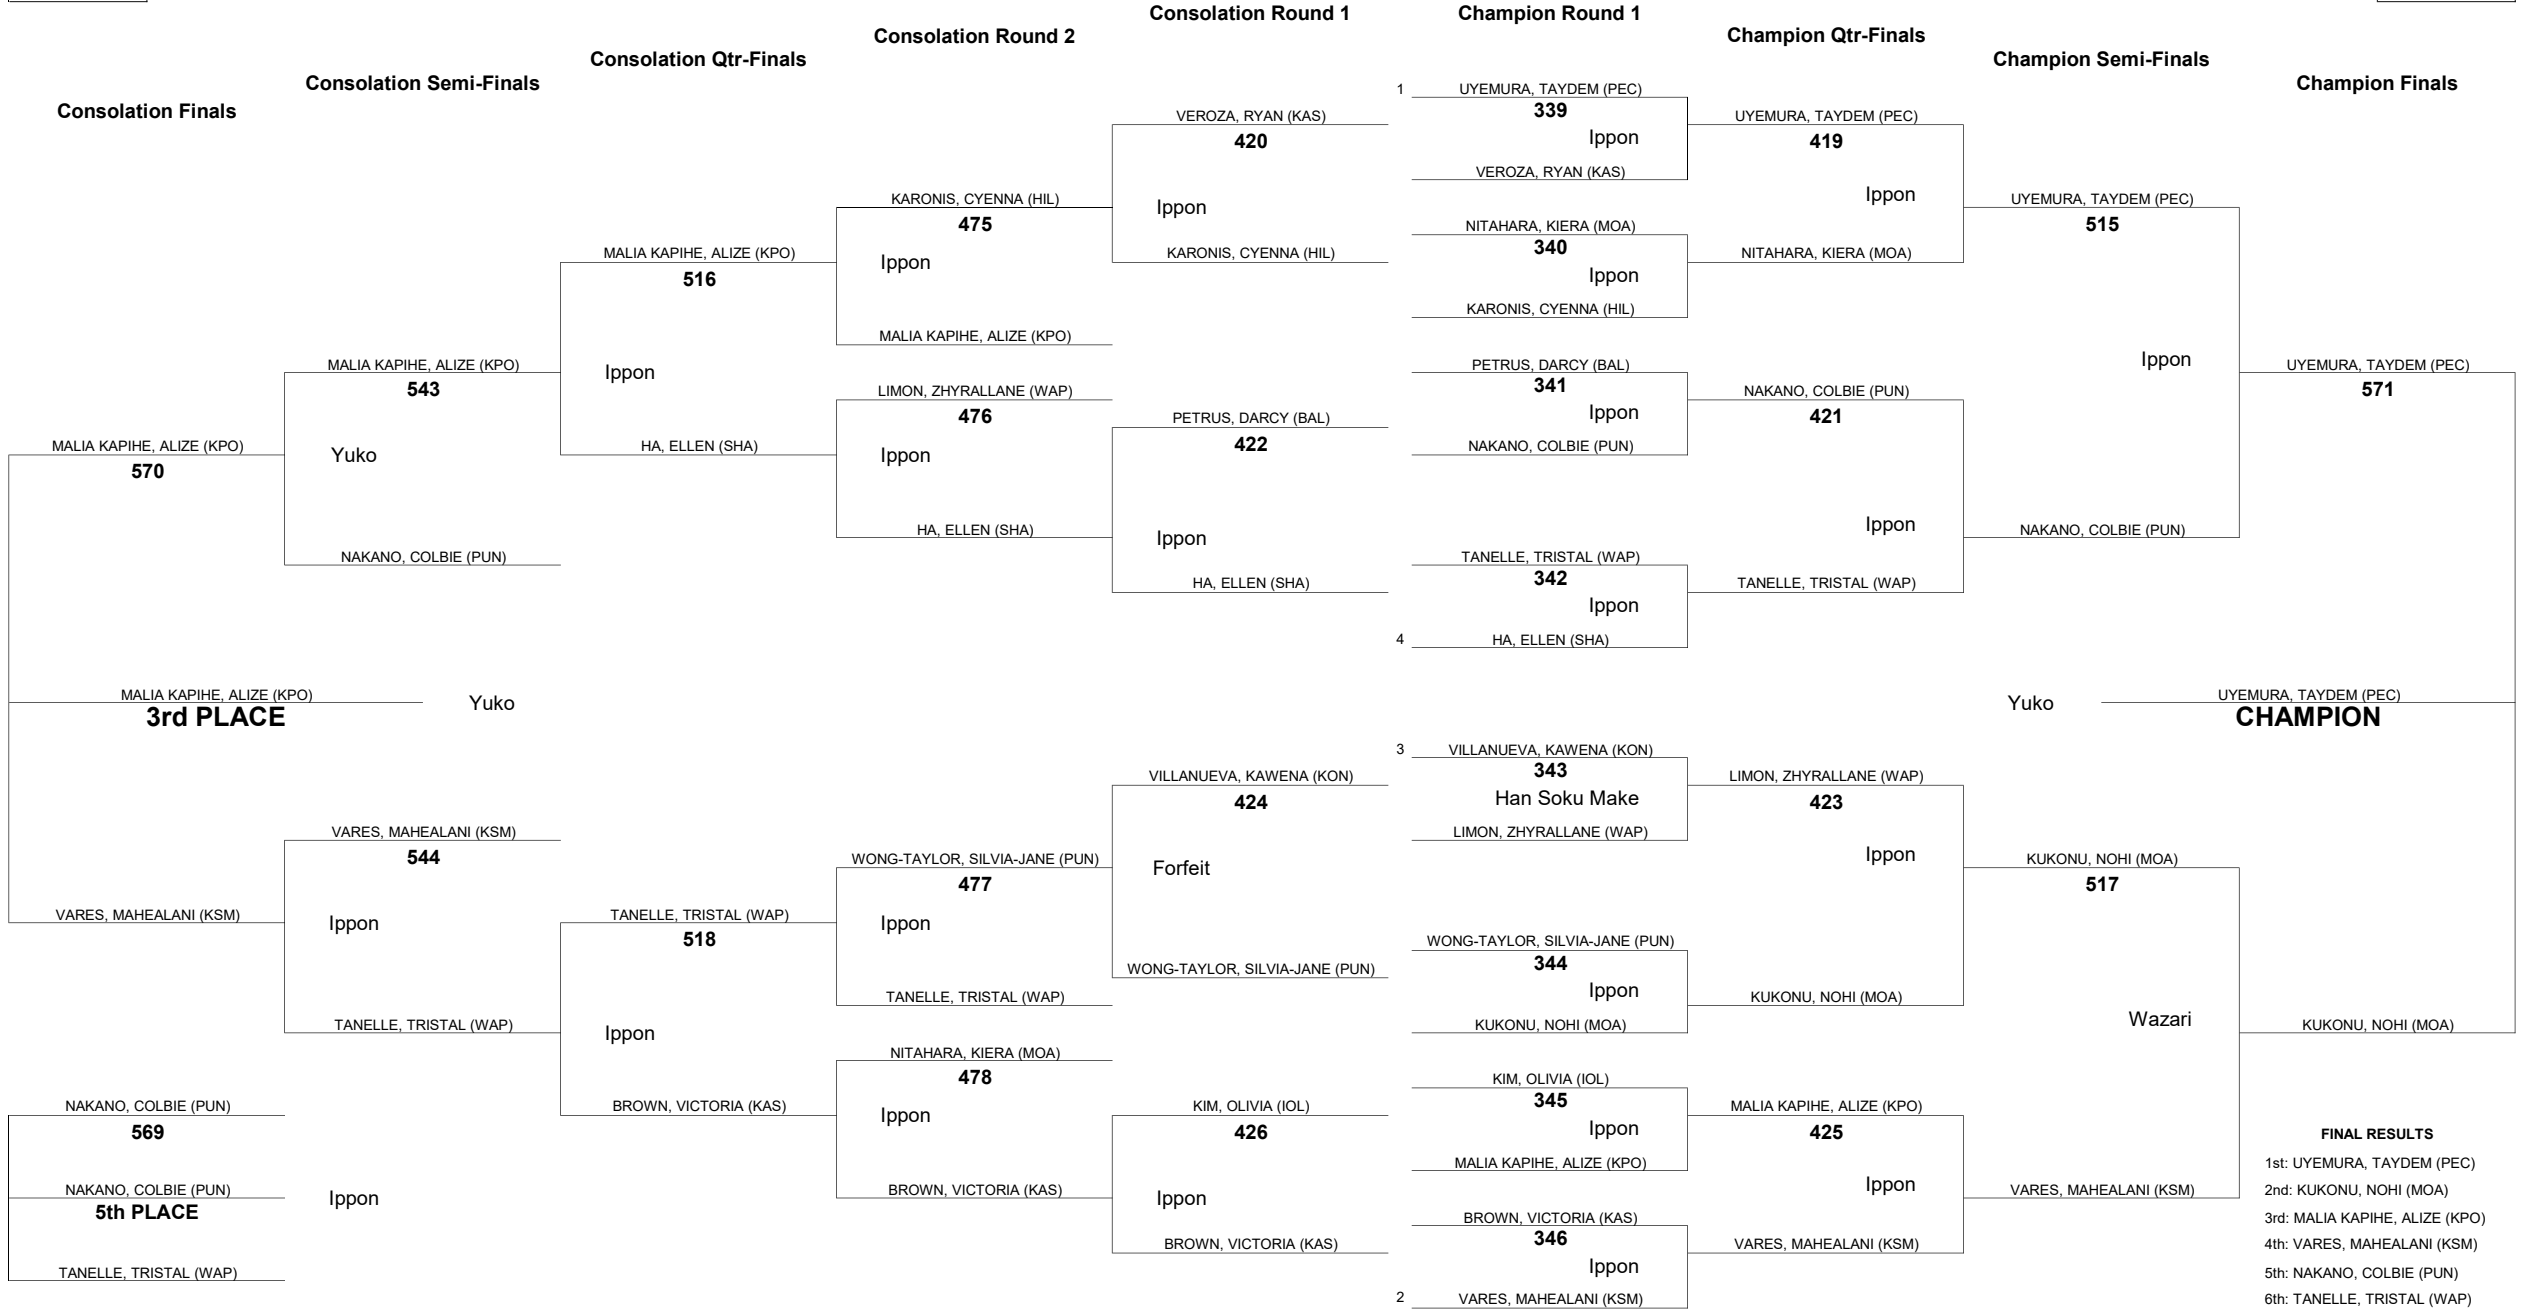 Consolation Round 1
Champion Round 1
Consolation Round 2
Champion Qtr-Finals
Consolation Qtr-Finals
Champion Semi-Finals
Consolation Semi-Finals
Champion Finals
Consolation Finals
MALIA KAPIHE, ALIZE (KPO)
570
VARES, MAHEALANI (KSM)
MALIA KAPIHE, ALIZE (KPO)
3rd PLACE
Yuko
NAKANO, COLBIE (PUN)
569
NAKANO, COLBIE (PUN)
5th PLACE
Ippon
TANELLE, TRISTAL (WAP)
MALIA KAPIHE, ALIZE (KPO)
543
Yuko
NAKANO, COLBIE (PUN)
VARES, MAHEALANI (KSM)
544
Ippon
TANELLE, TRISTAL (WAP)
MALIA KAPIHE, ALIZE (KPO)
516
Ippon
HA, ELLEN (SHA)
TANELLE, TRISTAL (WAP)
518
Ippon
BROWN, VICTORIA (KAS)
KARONIS, CYENNA (HIL)
475
Ippon
MALIA KAPIHE, ALIZE (KPO)
LIMON, ZHYRALLANE (WAP)
476
Ippon
HA, ELLEN (SHA)
WONG-TAYLOR, SILVIA-JANE (PUN)
477
Ippon
TANELLE, TRISTAL (WAP)
NITAHARA, KIERA (MOA)
478
Ippon
BROWN, VICTORIA (KAS)
VEROZA, RYAN (KAS)
420
Ippon
KARONIS, CYENNA (HIL)
PETRUS, DARCY (BAL)
422
Ippon
HA, ELLEN (SHA)
VILLANUEVA, KAWENA (KON)
424
Forfeit
WONG-TAYLOR, SILVIA-JANE (PUN)
KIM, OLIVIA (IOL)
426
Ippon
BROWN, VICTORIA (KAS)
1 UYEMURA, TAYDEM (PEC)
339
Ippon
VEROZA, RYAN (KAS)
NITAHARA, KIERA (MOA)
340
Ippon
KARONIS, CYENNA (HIL)
PETRUS, DARCY (BAL)
341
Ippon
NAKANO, COLBIE (PUN)
TANELLE, TRISTAL (WAP)
342
Ippon
4 HA, ELLEN (SHA)
3 VILLANUEVA, KAWENA (KON)
343
Han Soku Make
LIMON, ZHYRALLANE (WAP)
WONG-TAYLOR, SILVIA-JANE (PUN)
344
Ippon
KUKONU, NOHI (MOA)
KIM, OLIVIA (IOL)
345
Ippon
MALIA KAPIHE, ALIZE (KPO)
BROWN, VICTORIA (KAS)
346
Ippon
2 VARES, MAHEALANI (KSM)
UYEMURA, TAYDEM (PEC)
419
Ippon
NITAHARA, KIERA (MOA)
NAKANO, COLBIE (PUN)
421
Ippon
TANELLE, TRISTAL (WAP)
LIMON, ZHYRALLANE (WAP)
423
Ippon
KUKONU, NOHI (MOA)
MALIA KAPIHE, ALIZE (KPO)
425
Ippon
VARES, MAHEALANI (KSM)
UYEMURA, TAYDEM (PEC)
515
Ippon
NAKANO, COLBIE (PUN)
KUKONU, NOHI (MOA)
517
Wazari
VARES, MAHEALANI (KSM)
UYEMURA, TAYDEM (PEC)
571
Yuko
UYEMURA, TAYDEM (PEC)
CHAMPION
KUKONU, NOHI (MOA)
FINAL RESULTS
1st: UYEMURA, TAYDEM (PEC)
2nd: KUKONU, NOHI (MOA)
3rd: MALIA KAPIHE, ALIZE (KPO)
4th: VARES, MAHEALANI (KSM)
5th: NAKANO, COLBIE (PUN)
6th: TANELLE, TRISTAL (WAP)